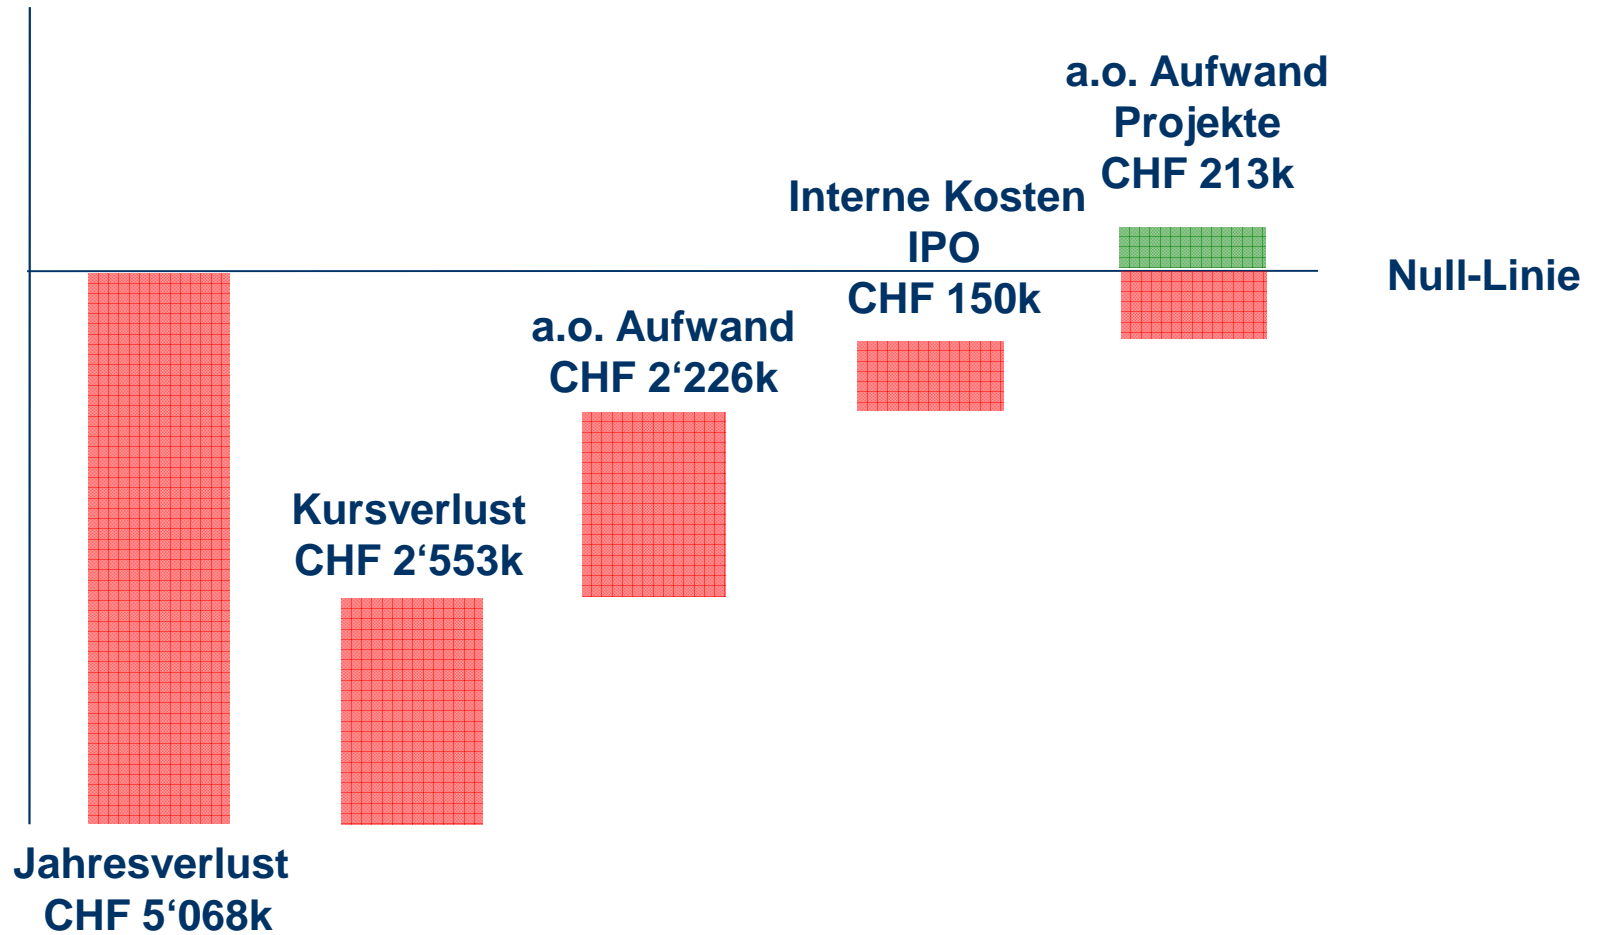 a.o. Aufwand
Projekte
CHF 213k
Interne Kosten
IPO
CHF 150k
Null-Linie
a.o. Aufwand
CHF 2‘226k
Kursverlust
CHF 2‘553k
Jahresverlust
CHF 5‘068k